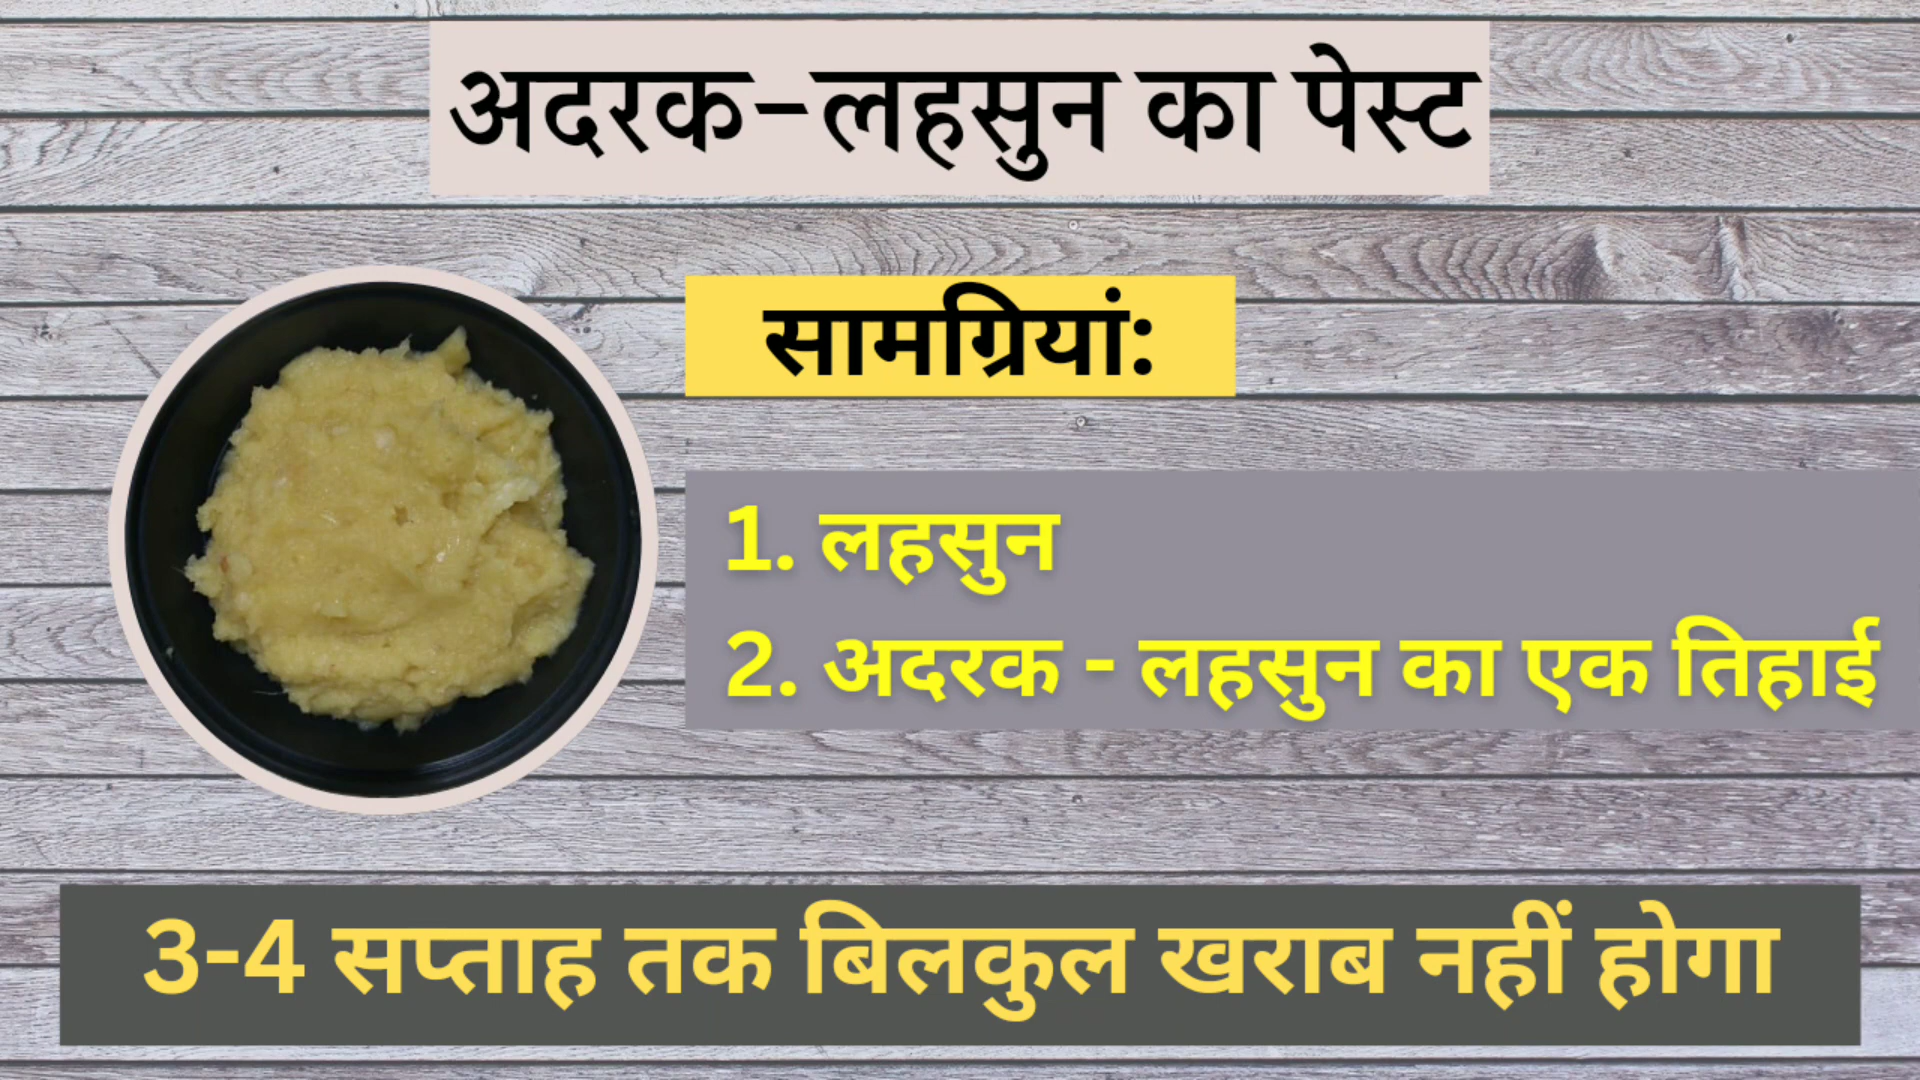 अदरक-लहसुन का पेस्ट
सामग्रियां:
1. लहसुन
2. अदरक - लहसुन का एक तिहाई
3-4 सप्ताह तक बिलकुल खराब नहीं होगा